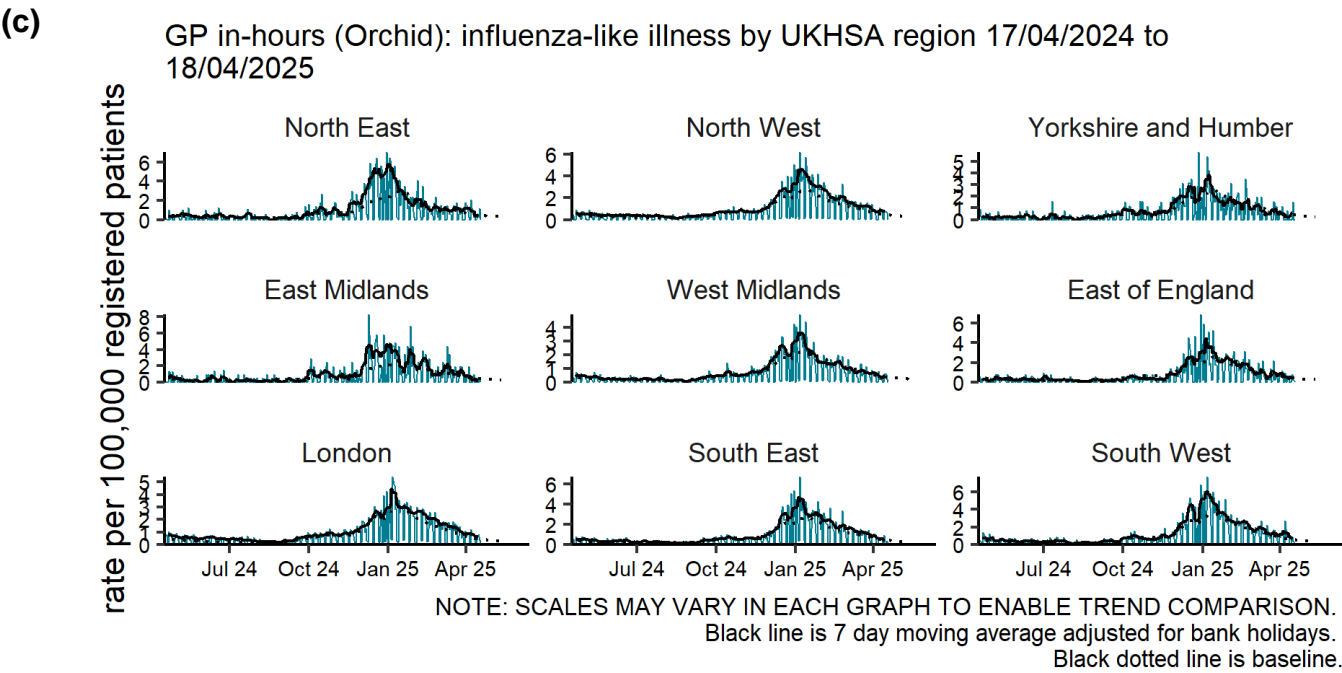 (c)
GP in-hours (Orchid): influenza-like illness by UKHSA region 17/04/2024 to
18/04/2025
rate per 100,000 registered patients
North East
6
4
2
0
North West
6
4
2
0
Yorkshire and Humber
5
4
3
2
1
0
East Midlands
8
6
4
2
0
West Midlands
4
3
2
1
0
East of England
6
4
2
0
London
5
4
3
2
1
0
South East
6
4
2
0
South West
6
4
2
0
Jul 24 Oct 24 Jan 25 Apr 25
Jul 24 Oct 24 Jan 25 Apr 25
Jul 24 Oct 24 Jan 25 Apr 25
NOTE: SCALES MAY VARY IN EACH GRAPH TO ENABLE TREND COMPARISON.
Black line is 7 day moving average adjusted for bank holidays.
Black dotted line is baseline.